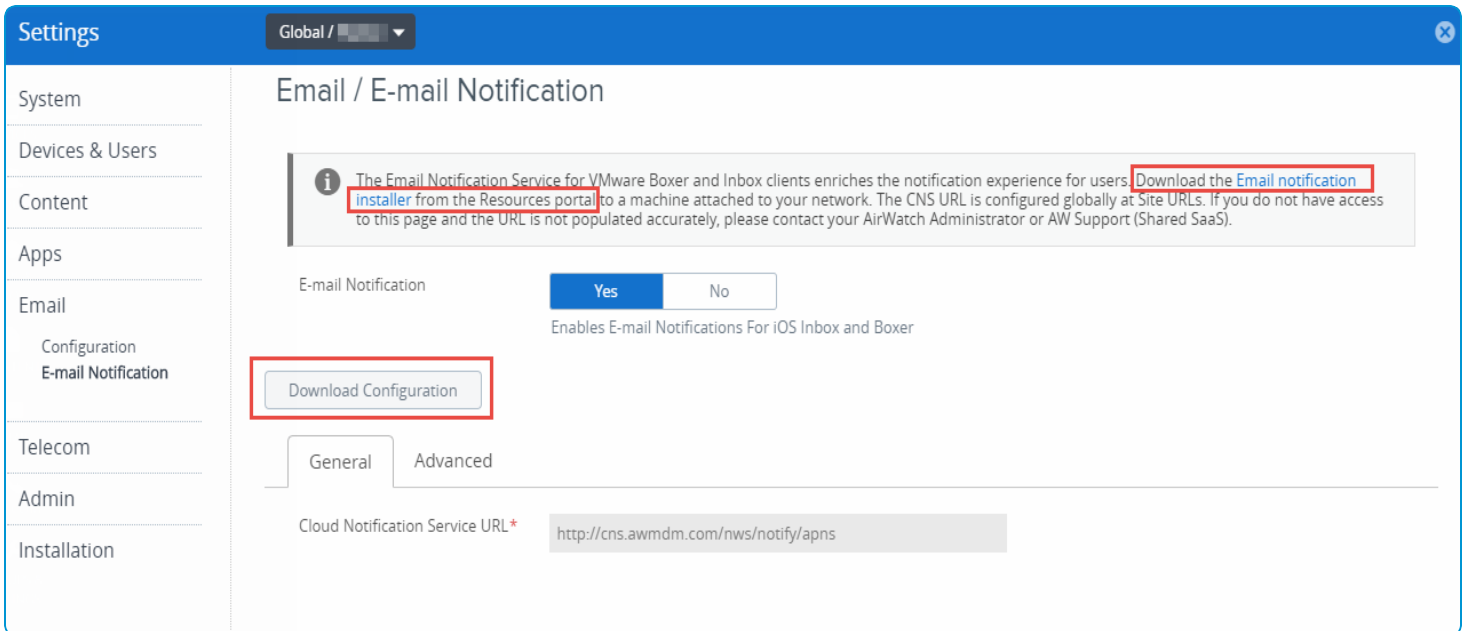 Settings
Global /
System
Devices & Users
Content
Apps
Email
Configuration
E-mail Notification
Telecom
Admin
Installation
Email / E-mail Notification
The Email Notification Service for VMware Boxer and Inbox clients enriches the notification experience for users. Download the Email notification
installer from the Resources portal to a machine attached to your network. The CNS URL is configured globally at Site URLs. If you do not have access
to this page and the URL is not populated accurately, please contact your AirWatch Administrator or AW Support (Shared SaaS).
E-mail Notification
Yes
No
Enables E-mail Notifications For iOS Inbox and Boxer
Download Configuration
General
Advanced
Cloud Notification Service URL*
http://cns.awmdm.com/nws/notify/apns